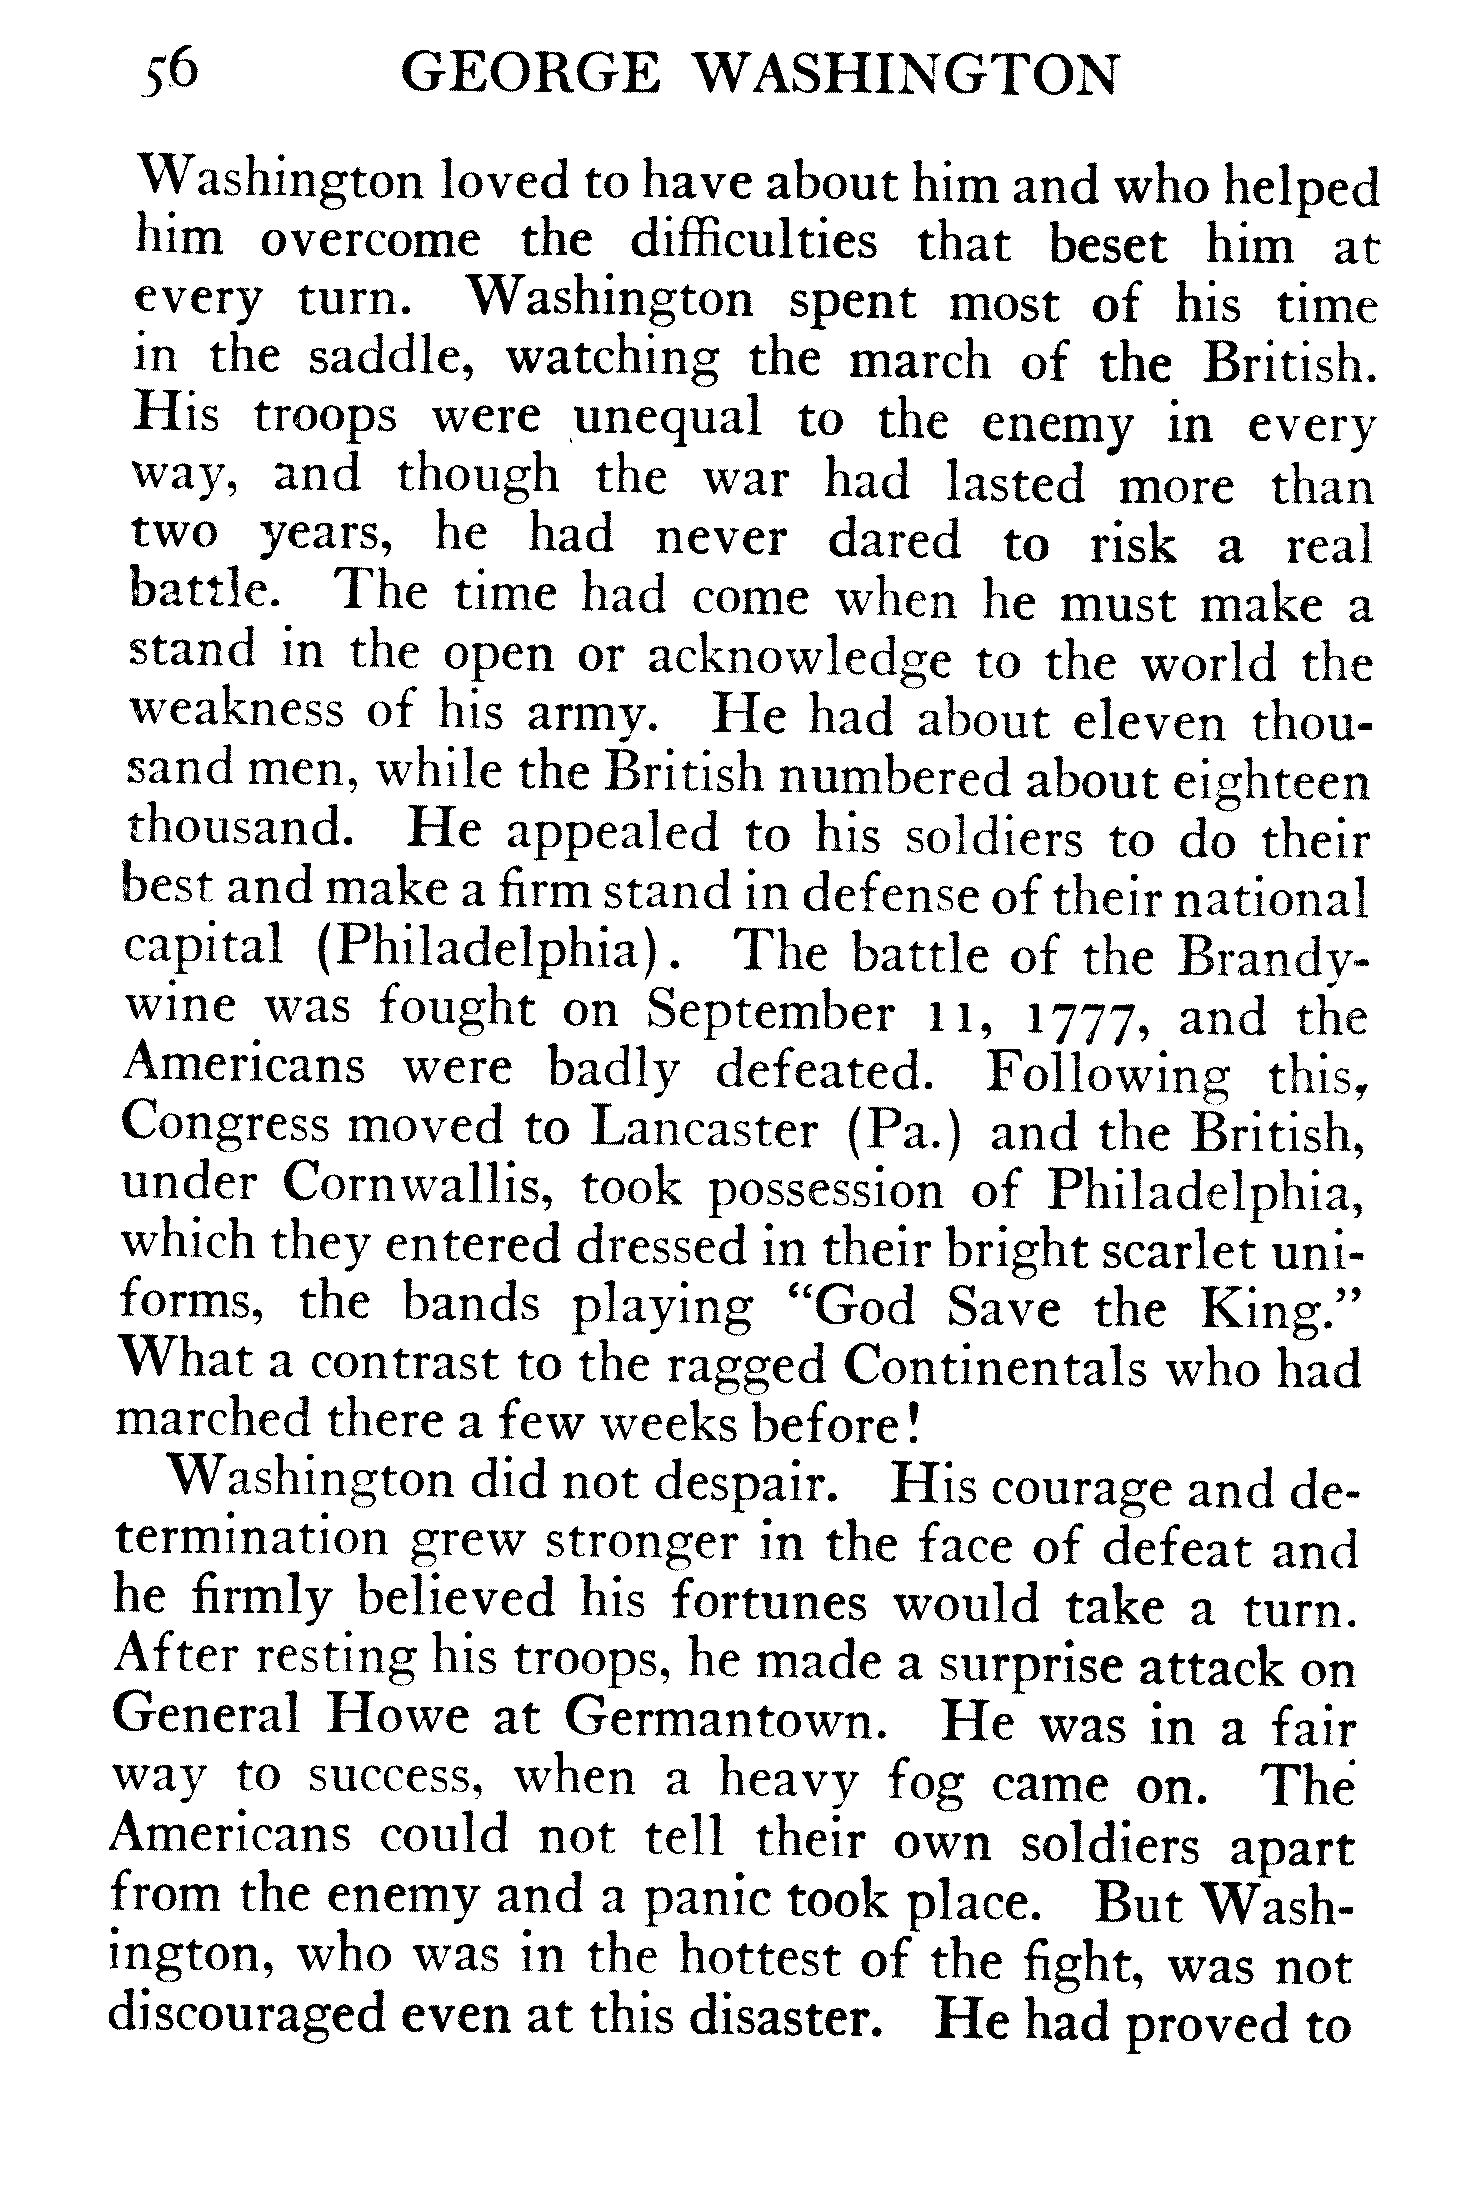 56 GEORGE WASHINGTON
Washington loved to have about him and who helped
him overcome the difficulties that beset him at
every turn. Washington spent most of his time
in the saddle, watching the march of the British.
His troops were unequal to the enemy in every
way, and though the war had lasted more than
two years, he had never dared to risk a real
battle. The time had come when he must make a
stand in the open or acknowledge to the world the
weakness of his army. He had about eleven thou-
sand men, while the British numbered about eighteen
thousand. He appealed to his soldiers to do their
best and make a firm stand in defense of their national
capital (Philadelphia). The battle of the Brandy-
wine was fought on September 11, 1777, and the
Americans were badly defeated. Following this,
Congress moved to Lancaster (Pa.) and the British,
under Cornwallis, took possession of Philadelphia,
which they entered dressed in their bright scarlet uni-
forms, the bands playing “God Save the King.”
What a contrast to the ragged Continentals who had
marched there a few weeks before!
Washington did not despair. His courage and de-
termination grew stronger in the face of defeat and
he firmly believed his fortunes would take a turn.
After resting his troops, he made a surprise attack on
General Howe at Germantown. He was in a fair
way to success, when a heavy fog came on. The
Americans could not tell their own soldiers apart
from the enemy and a panic took place. But Wash-
ington, who was in the hottest of the fight, was not
discouraged even at this disaster. He had proved to